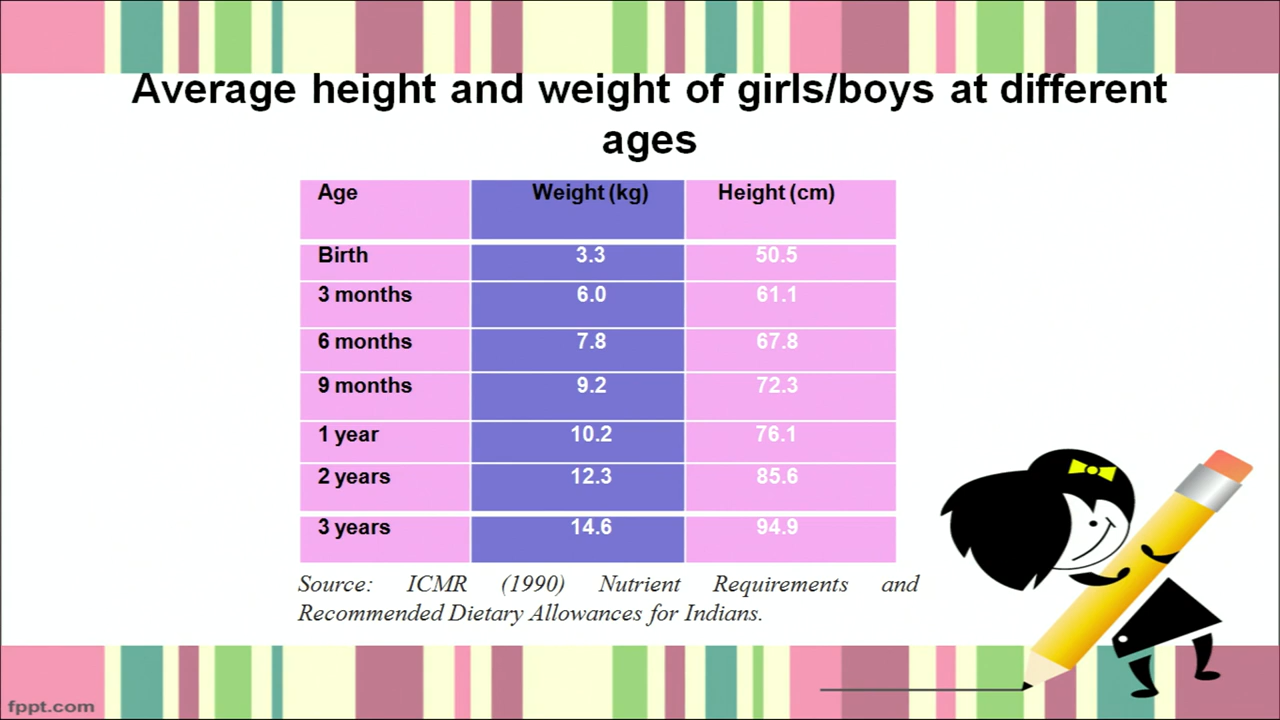 Average height and weight of girls/boys at different
ages
Age Weight (kg) Height (cm)
Birth 3.3 50.5
3 months 6.0 61.1
6 months 7.8 67.8
9 months 9.2 72.3
1 year 10.2 76.1
2 years 12.3 85.6
3 years 14.6 94.9
Source: ICMR (1990) Nutrient Requirements and
Recommended Dietary Allowances for Indians.
fppt.com